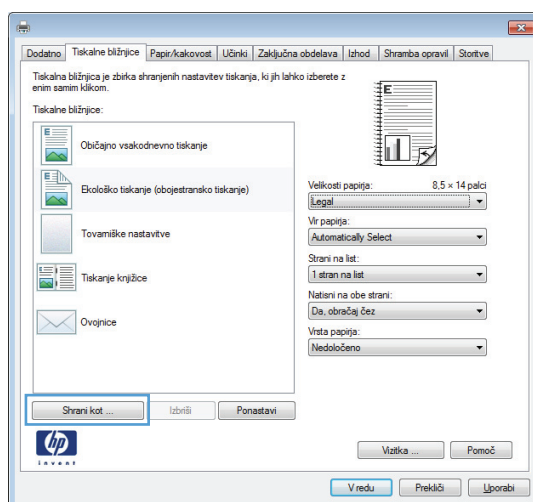 Dodatno Tiskalne bližnjice Papir/kakovost Učinki Zaključna obdelava Izhod Shramba opravil Storitve
Tiskalna bližnjica je zbirka shranjenih nastavitev tiskanja, ki jih lahko izberete z
enim samim klikom.
Tiskalne bližnjice:
E
Običajno vsakodnevno tiskanje
E
Ekološko tiskanje (obojestransko tiskanje)
Tovarniške nastavitve
Tiskanje knjižice
Ovojnice
Shrani kot ... Izbriši Ponastavi
E
Velikosti papirja: 8,5 × 14 palci
Legal
Vir papirja:
Automatically Select
Strani na list:
1 stran na list
Natisni na obe strani:
Da, obračaj čez
Vrsta papirja:
Nedoločeno
hp
invent
Vizitka ... Pomoč
V redu Prekliči Uporabi